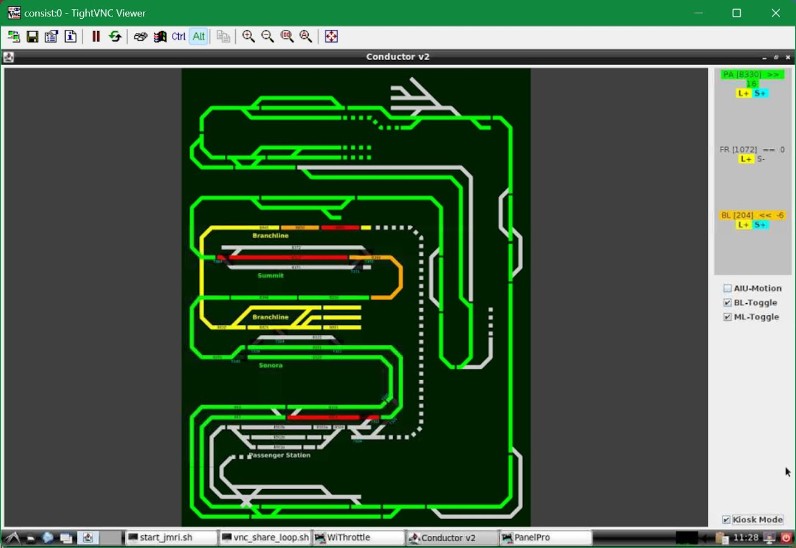 consist:0 - TightVNC Viewer
Ctrl Alt
Conductor v2
PA [8330] >>
18
L+ S+
FR [1072] -- 0
L+ S-
BL [204] << -6
L+ S+
AIU-Motion
BL-Toggle
ML-Toggle
Branchline
Summit
Branchline
Sonora
Passenger Station
Kiosk Mode
start_jmri.sh vnc_share_loop.sh WiThrottle Conductor v2 PanelPro 11:28